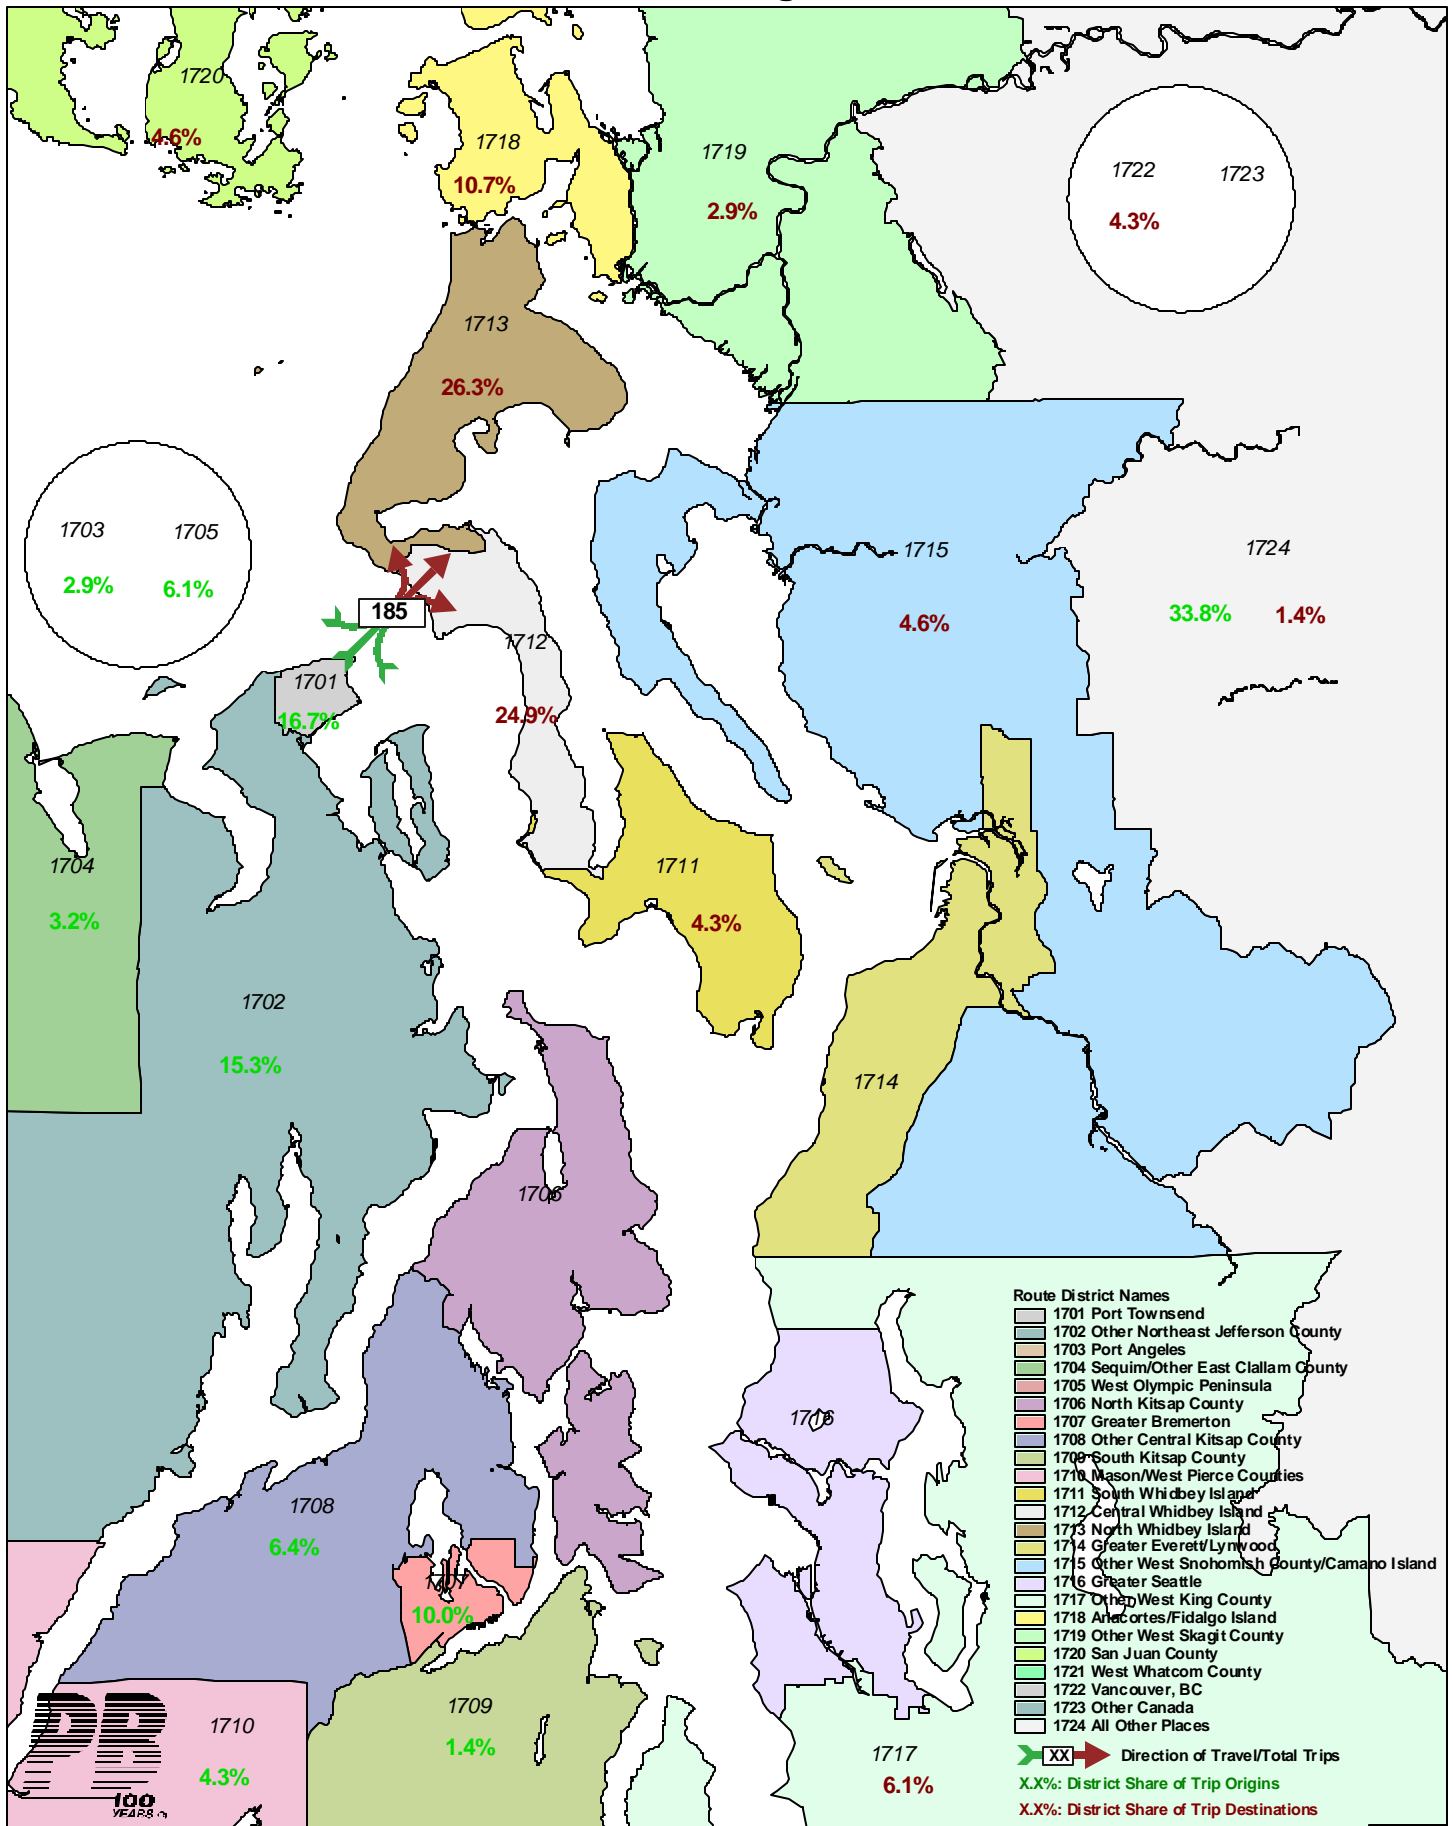 1720
4.6%
1718
10.7%
1719
2.9%
1722
1723
4.3%
1713
26.3%
1703
1705
2.9%
6.1%
185
1715
4.6%
1724
33.8%
1.4%
1712
24.9%
1701
16.7%
1704
3.2%
1711
4.3%
1702
15.3%
1714
1706
1716
1708
6.4%
1707
10.0%
1709
1.4%
1710
4.3%
1717
6.1%
PB
100
YEARS
Route District Names
1701 Port Townsend
1702 Other Northeast Jefferson County
1703 Port Angeles
1704 Sequim/Other East Clallam County
1705 West Olympic Peninsula
1706 North Kitsap County
1707 Greater Bremerton
1708 Other Central Kitsap County
1709 South Kitsap County
1710 Mason/West Pierce Counties
1711 South Whidbey Island
1712 Central Whidbey Island
1713 North Whidbey Island
1714 Greater Everett/Lynwood
1715 Other West Snohomish County/Camano Island
1716 Greater Seattle
1717 Other West King County
1718 Anacortes/Fidalgo Island
1719 Other West Skagit County
1720 San Juan County
1721 West Whatcom County
1722 Vancouver, BC
1723 Other Canada
1724 All Other Places
XX Direction of Travel/Total Trips
X.X%: District Share of Trip Origins
X.X%: District Share of Trip Destinations